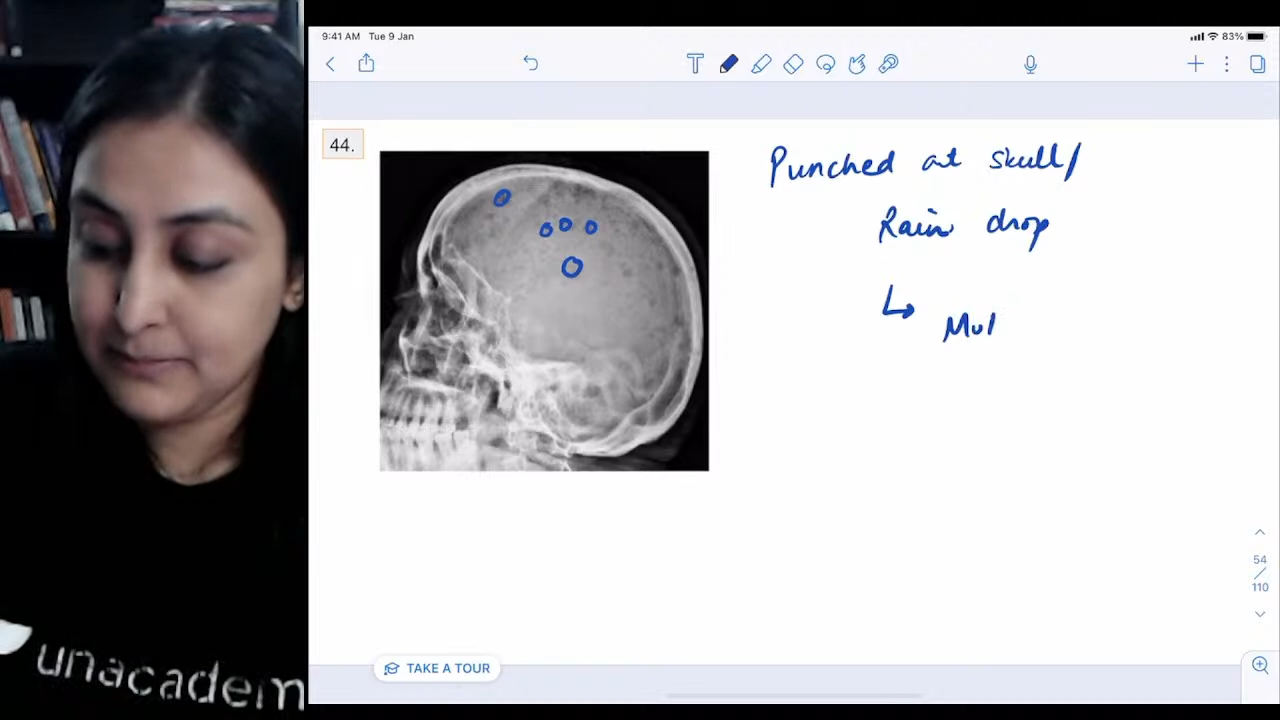 9:41 AM Tue 9 Jan
83%
44.
Punched at skull/
Rain drop
↳ Mul
54
/
110
TAKE A TOUR
unacadem